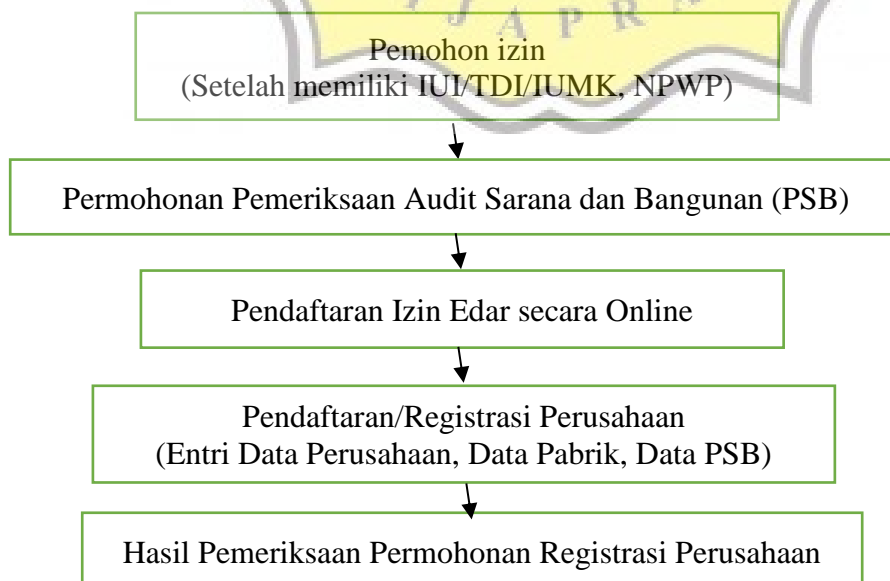 I J A P R A
Pemohon izin
(Setelah memiliki IUI/TDI/IUMK, NPWP)
Permohonan Pemeriksaan Audit Sarana dan Bangunan (PSB)
Pendaftaran Izin Edar secara Online
Pendaftaran/Registrasi Perusahaan
(Entri Data Perusahaan, Data Pabrik, Data PSB)
Hasil Pemeriksaan Permohonan Registrasi Perusahaan